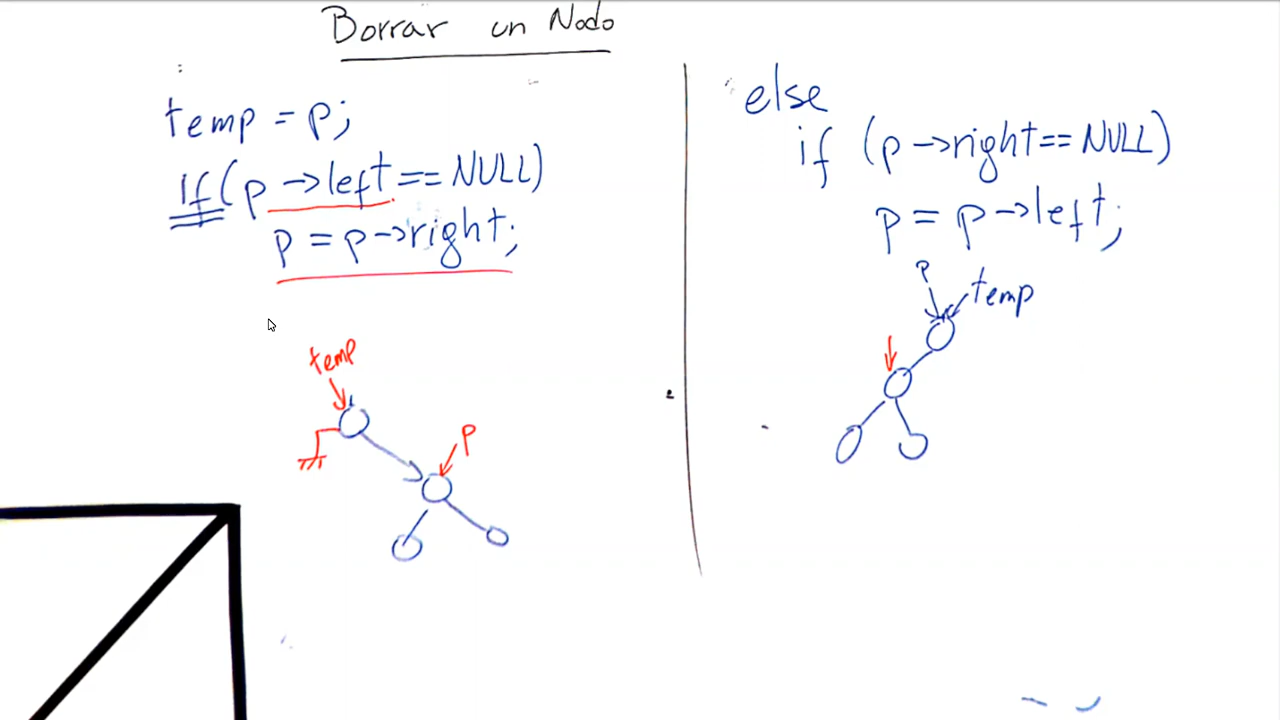 Borrar un Nodo
temp = p;
If(p->left == NULL)
p = p->right;
temp
p
else
if (p->right == NULL)
p = p->left;
P
temp